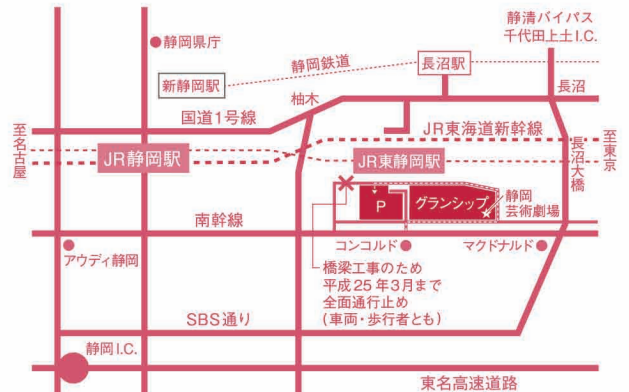 静清バイパス
千代田上土I.C.
静岡県庁
静岡鉄道
長沼駅
新静岡駅
柚木
長沼
国道1号線
JR東海道新幹線
至名古屋
JR静岡駅
JR東静岡駅
長沼大橋
至東京
P
グランシップ
静岡
芸術劇場
南幹線
コンコルド
マクドナルド
アウディ静岡
橋梁工事のため
平成25年3月まで
全面通行止め
(車両・歩行者とも)
SBS通り
静岡I.C.
東名高速道路